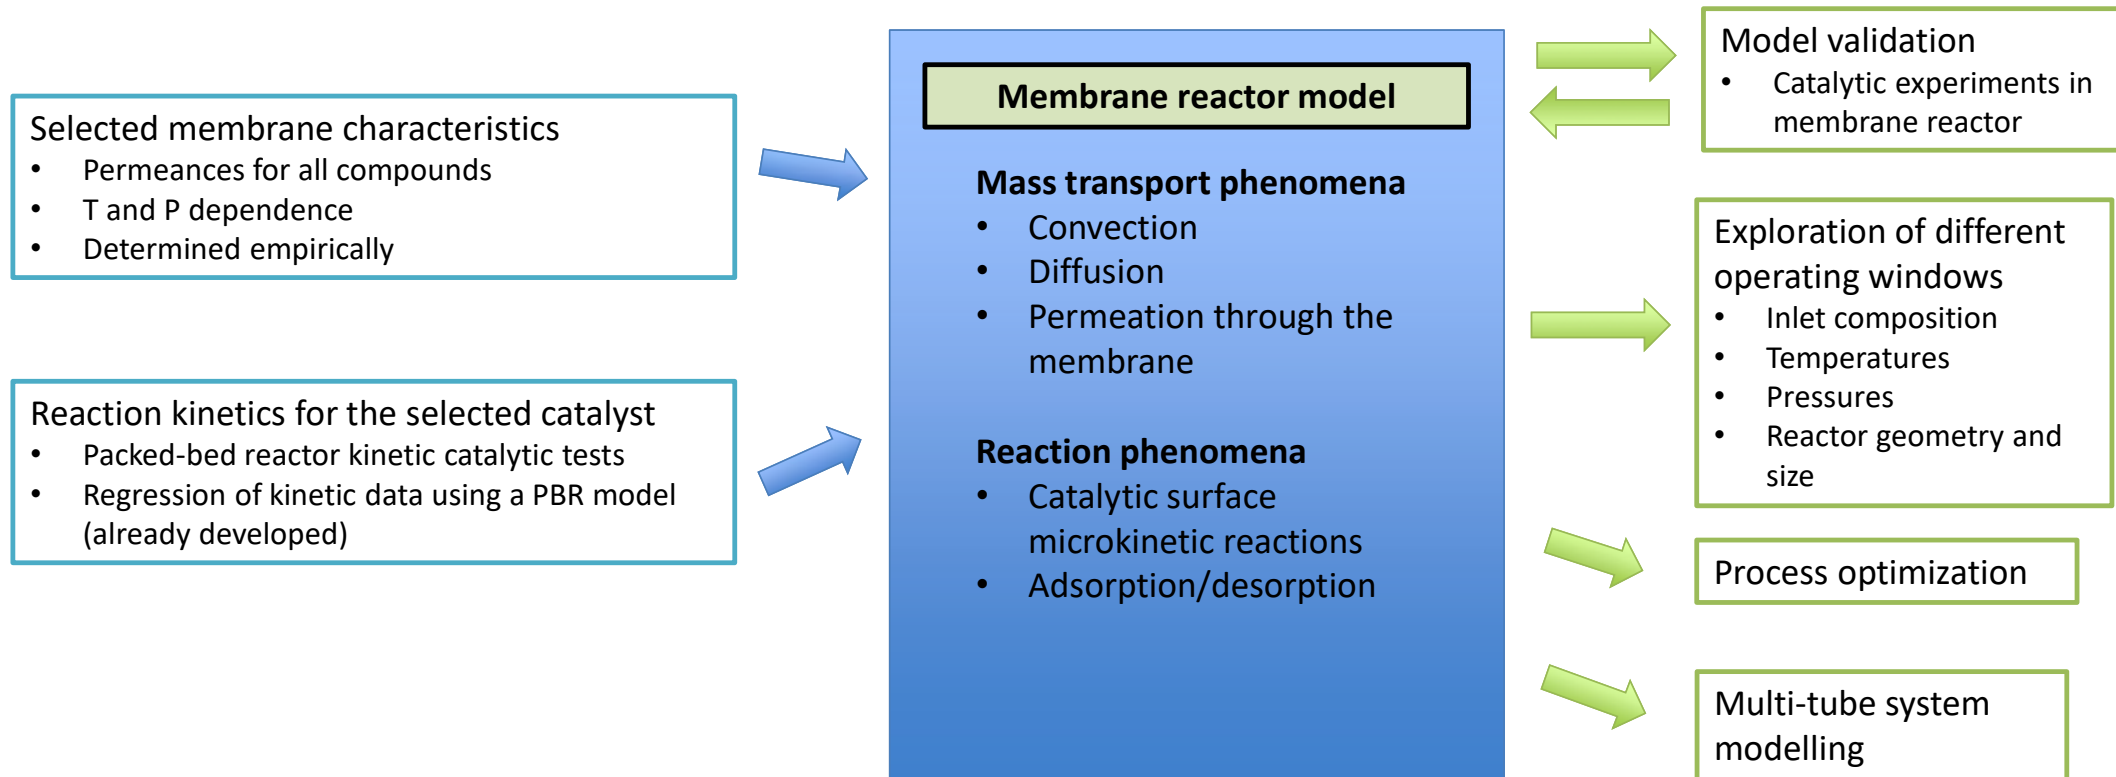 Selected membrane characteristics
• Permeances for all compounds
• T and P dependence
• Determined empirically
Reaction kinetics for the selected catalyst
• Packed-bed reactor kinetic catalytic tests
• Regression of kinetic data using a PBR model
(already developed)
Membrane reactor model
Mass transport phenomena
• Convection
• Diffusion
• Permeation through the
membrane
Reaction phenomena
• Catalytic surface
microkinetic reactions
• Adsorption/desorption
Model validation
• Catalytic experiments in
membrane reactor
Exploration of different
operating windows
• Inlet composition
• Temperatures
• Pressures
• Reactor geometry and
size
Process optimization
Multi-tube system
modelling